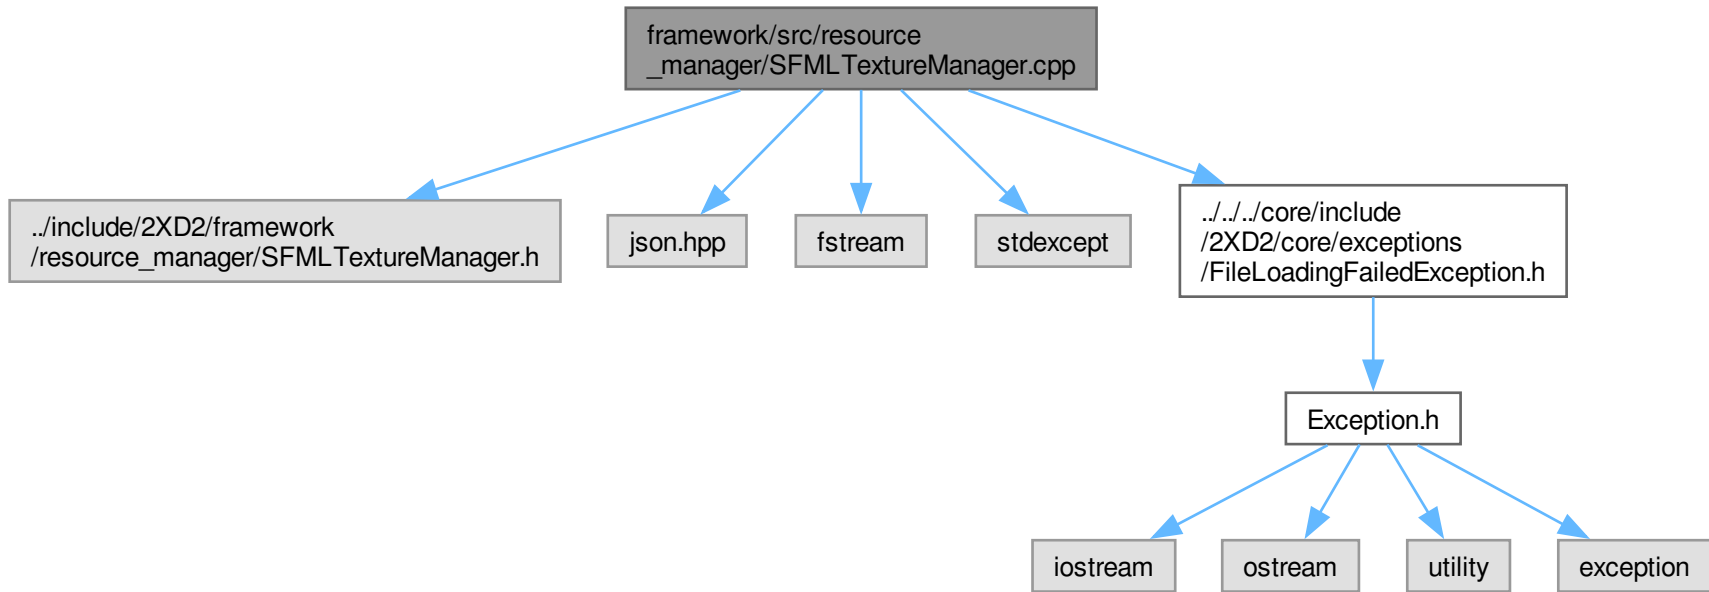 framework/src/resource
_manager/SFMLTextureManager.cpp
../include/2XD2/framework
/resource_manager/SFMLTextureManager.h
json.hpp
fstream
stdexcept
../../../core/include
/2XD2/core/exceptions
/FileLoadingFailedException.h
Exception.h
iostream
ostream
utility
exception